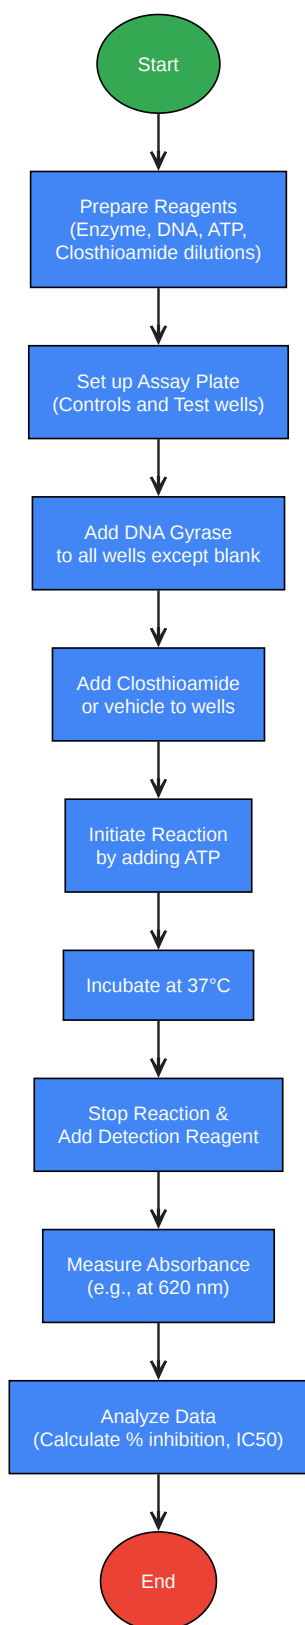 Start
Prepare Reagents
(Enzyme, DNA, ATP,
Closthioamide dilutions)
Set up Assay Plate
(Controls and Test wells)
Add DNA Gyrase
to all wells except blank
Add Closthioamide
or vehicle to wells
Initiate Reaction
by adding ATP
Incubate at 37°C
Stop Reaction &
Add Detection Reagent
Measure Absorbance
(e.g., at 620 nm)
Analyze Data
(Calculate % inhibition, IC50)
End